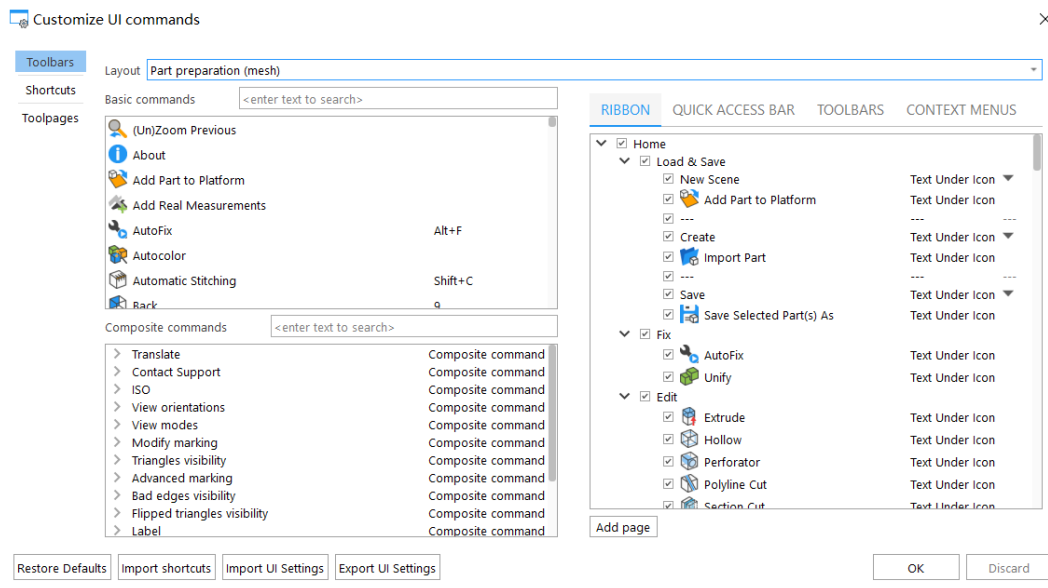 Customize UI commands
Toolbars
Shortcuts
Toolpages
Layout Part preparation (mesh)
Basic commands <enter text to search>
(Un)Zoom Previous
About
Add Part to Platform
Add Real Measurements
AutoFix Alt+F
Autocolor
Automatic Stitching Shift+C
Back 9
Composite commands <enter text to search>
Translate Composite command
Contact Support Composite command
ISO Composite command
View orientations Composite command
View modes Composite command
Modify marking Composite command
Triangles visibility Composite command
Advanced marking Composite command
Bad edges visibility Composite command
Flipped triangles visibility Composite command
Label Composite command
RIBBON QUICK ACCESS BAR TOOLBARS CONTEXT MENUS
Home
Load & Save
New Scene Text Under Icon
Add Part to Platform Text Under Icon
--- --- ---
Create Text Under Icon
Import Part Text Under Icon
--- --- ---
Save Text Under Icon
Save Selected Part(s) As Text Under Icon
Fix
AutoFix Text Under Icon
Unify Text Under Icon
Edit
Extrude Text Under Icon
Hollow Text Under Icon
Perforator Text Under Icon
Polyline Cut Text Under Icon
Section Cut Text Under Icon
Add page
Restore Defaults Import shortcuts Import UI Settings Export UI Settings OK Discard